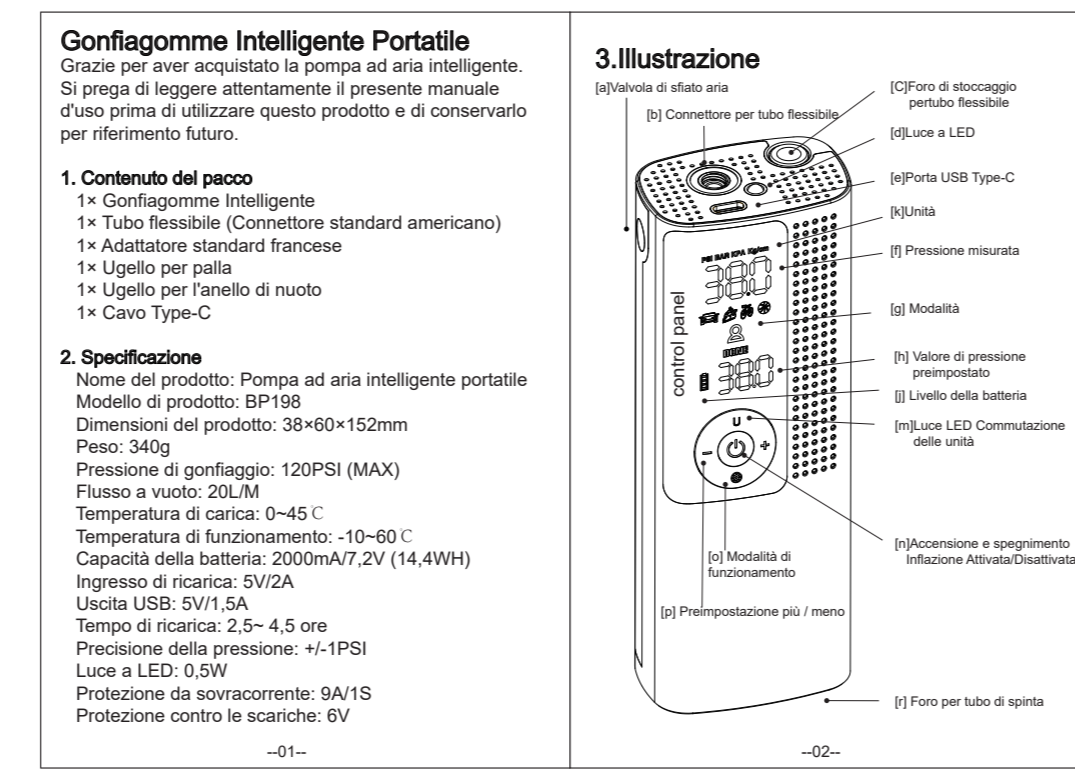 Gonfiagomme Intelligente Portatile
Grazie per aver acquistato la pompa ad aria intelligente.
Si prega di leggere attentamente il presente manuale
d'uso prima di utilizzare questo prodotto e di conservarlo
per riferimento futuro.
1. Contenuto del pacco
1× Gonfiagomme Intelligente
1× Tubo flessibile (Connettore standard americano)
1× Adattatore standard francese
1× Ugello per palla
1× Ugello per l'anello di nuoto
1× Cavo Type-C
2. Specificazione
Nome del prodotto: Pompa ad aria intelligente portatile
Modello di prodotto: BP198
Dimensioni del prodotto: 38×60×152mm
Peso: 340g
Pressione di gonfiaggio: 120PSI (MAX)
Flusso a vuoto: 20L/M
Temperatura di carica: 0~45℃
Temperatura di funzionamento: -10~60℃
Capacità della batteria: 2000mA/7,2V (14,4WH)
Ingresso di ricarica: 5V/2A
Uscita USB: 5V/1,5A
Tempo di ricarica: 2,5~ 4,5 ore
Precisione della pressione: +/-1PSI
Luce a LED: 0,5W
Protezione da sovracorrente: 9A/1S
Protezione contro le scariche: 6V
--01--
3.Illustrazione
[a]Valvola di sfiato aria
[b] Connettore per tubo flessibile
[C]Foro di stoccaggio
pertubo flessibile
[d]Luce a LED
[e]Porta USB Type-C
[k]Unità
[f] Pressione misurata
[g] Modalità
[h] Valore di pressione
preimpostato
[j] Livello della batteria
[m]Luce LED Commutazione
delle unità
[n]Accensione e spegnimento
Inflazione Attivata/Disattivata
[o] Modalità di
funzionamento
[p] Preimpostazione più / meno
[r] Foro per tubo di spinta
PSI BAR KPA Kg/cm
38.0
DONE
38.0
control panel
U
− +
--02--